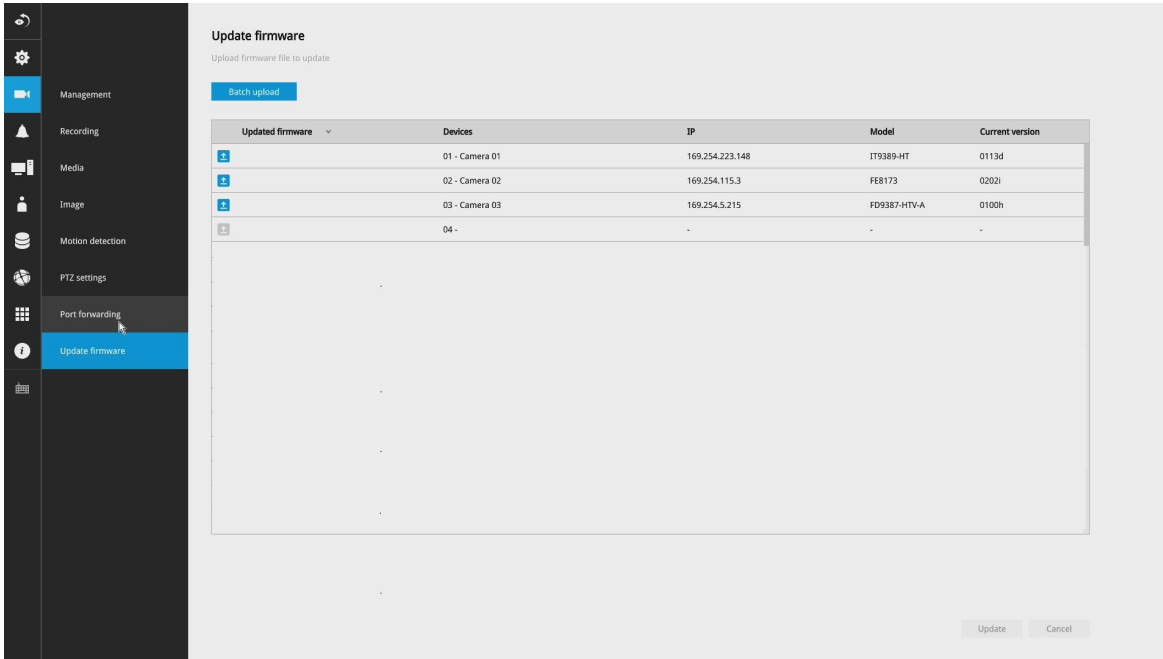 Update firmware
Upload firmware file to update
Batch upload
Management
Recording
Media
Image
Motion detection
PTZ settings
Port forwarding
Update firmware
Updated firmware Devices IP Model Current version
01 - Camera 01 169.254.223.148 IT9389-HT 0113d
02 - Camera 02 169.254.115.3 FE8173 0202i
03 - Camera 03 169.254.5.215 FD9387-HTV-A 0100h
04 - - - -
Update Cancel